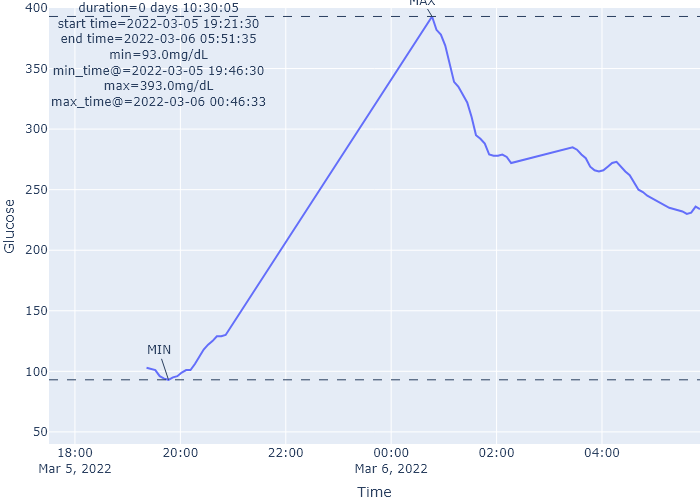 MAX
duration=0 days 10:30:05
start time=2022-03-05 19:21:30
end time=2022-03-06 05:51:35
min=93.0mg/dL
min_time@=2022-03-05 19:46:30
max=393.0mg/dL
max_time@=2022-03-06 00:46:33
400
350
300
250
200
150
100
50
Glucose
MIN
18:00 20:00 22:00 00:00 02:00 04:00
Mar 5, 2022 Mar 6, 2022
Time